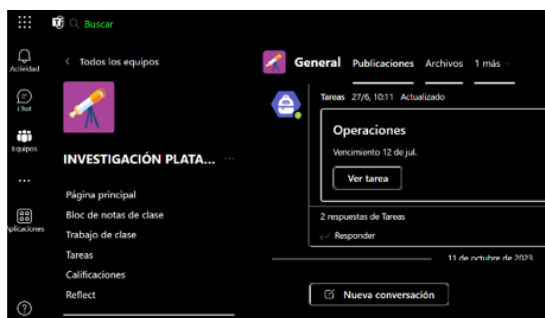 Buscar
Actividad
Chat
Equipos
Aplicaciones
Todos los equipos
INVESTIGACIÓN PLATA...
Página principal
Bloc de notas de clase
Trabajo de clase
Tareas
Calificaciones
Reflect
General Publicaciones Archivos 1 más
Tareas 27/6, 10:11 Actualizado
Operaciones
Vencimiento 12 de jul.
Ver tarea
2 respuestas de Tareas
Responder
11 de octubre de 2023
Nueva conversación